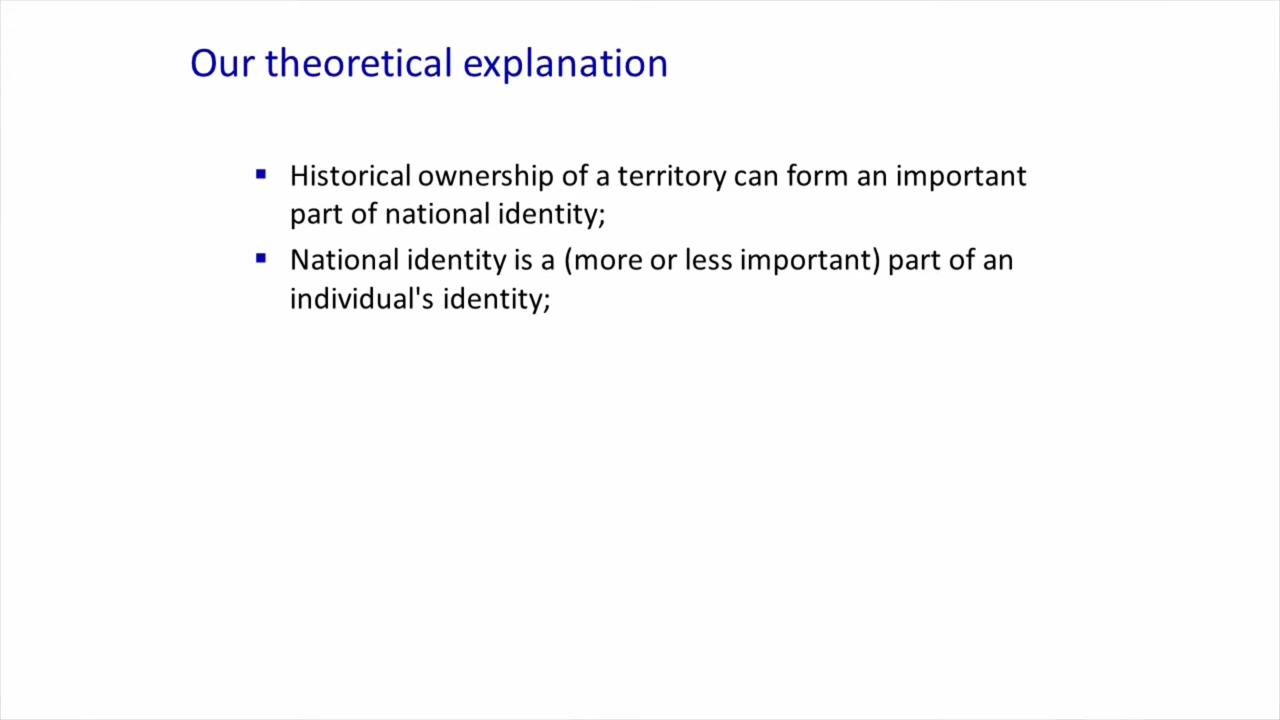 Our theoretical explanation
▪ Historical ownership of a territory can form an important
part of national identity;
▪ National identity is a (more or less important) part of an
individual's identity;